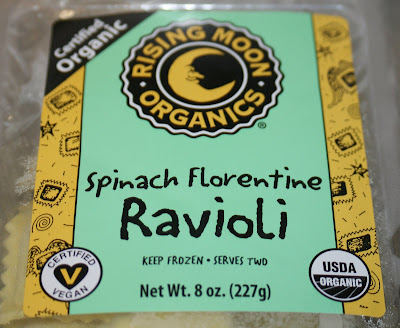 Certified
Organic
RISING MOON
ORGANICS®
Spinach Florentine
Ravioli
KEEP FROZEN • SERVES TWO
CERTIFIED
V
VEGAN
USDA
ORGANIC
Net Wt. 8 oz. (227g)